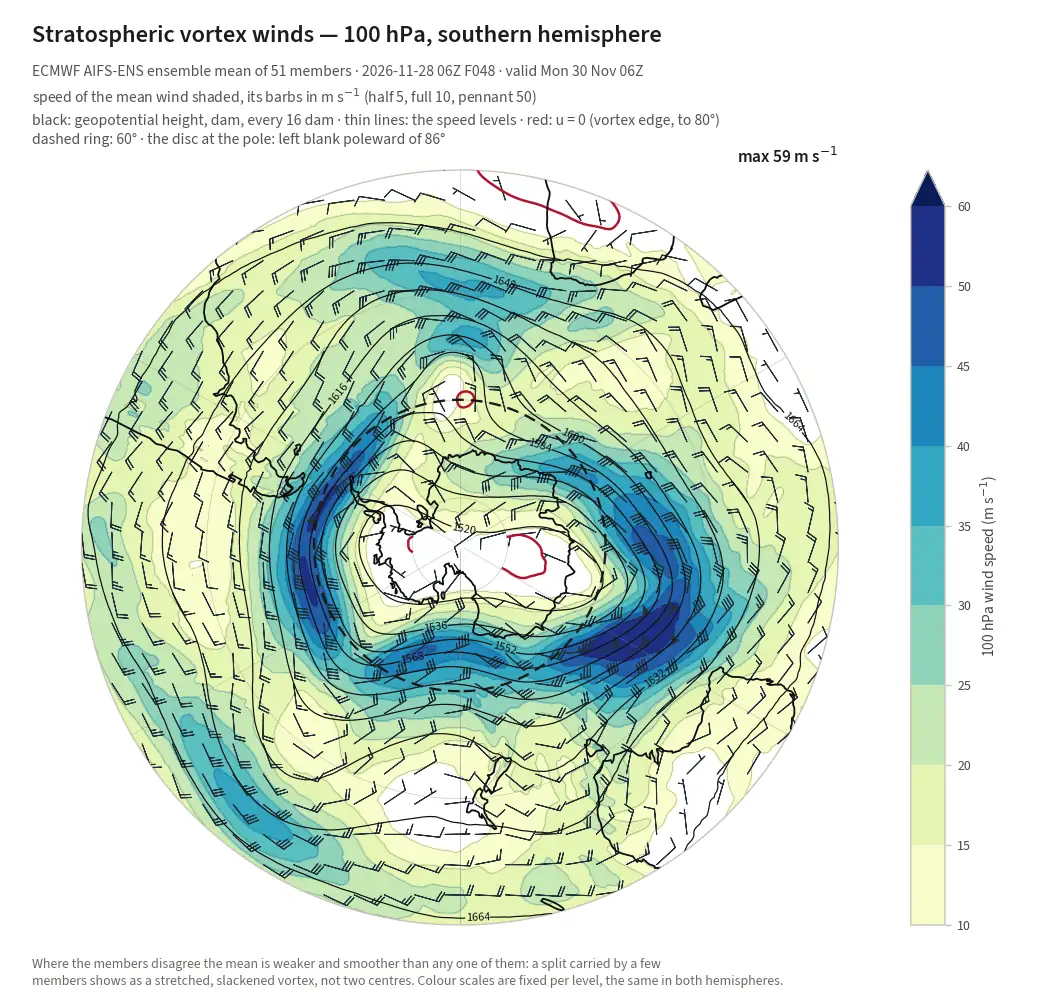 Stratospheric vortex winds — 100 hPa, southern hemisphere
ECMWF AIFS-ENS ensemble mean of 51 members · 2026-11-28 06Z F048 · valid Mon 30 Nov 06Z
speed of the mean wind shaded, its barbs in m s⁻¹ (half 5, full 10, pennant 50)
black: geopotential height, dam, every 16 dam · thin lines: the speed levels · red: u = 0 (vortex edge, to 80°)
dashed ring: 60° · the disc at the pole: left blank poleward of 86°
max 59 m s⁻¹
60
50
45
40
35
30
25
20
15
10
100 hPa wind speed (m s⁻¹)
1648
1616
1664
1600
1584
1520
1536
1552
1568
1632
1664
Where the members disagree the mean is weaker and smoother than any one of them: a split carried by a few
members shows as a stretched, slackened vortex, not two centres. Colour scales are fixed per level, the same in both hemispheres.